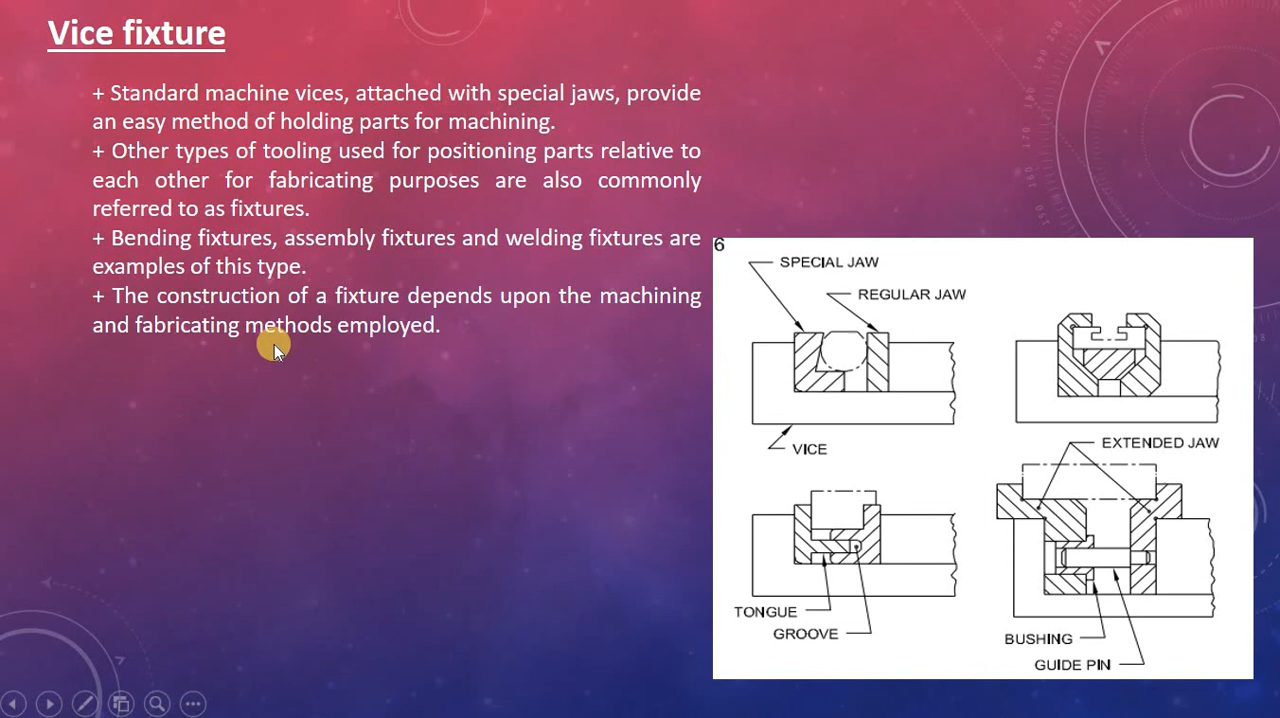 Vice fixture
+ Standard machine vices, attached with special jaws, provide
an easy method of holding parts for machining.
+ Other types of tooling used for positioning parts relative to
each other for fabricating purposes are also commonly
referred to as fixtures.
+ Bending fixtures, assembly fixtures and welding fixtures are
examples of this type.
+ The construction of a fixture depends upon the machining
and fabricating methods employed.
6
SPECIAL JAW
REGULAR JAW
VICE
EXTENDED JAW
TONGUE
GROOVE
BUSHING
GUIDE PIN